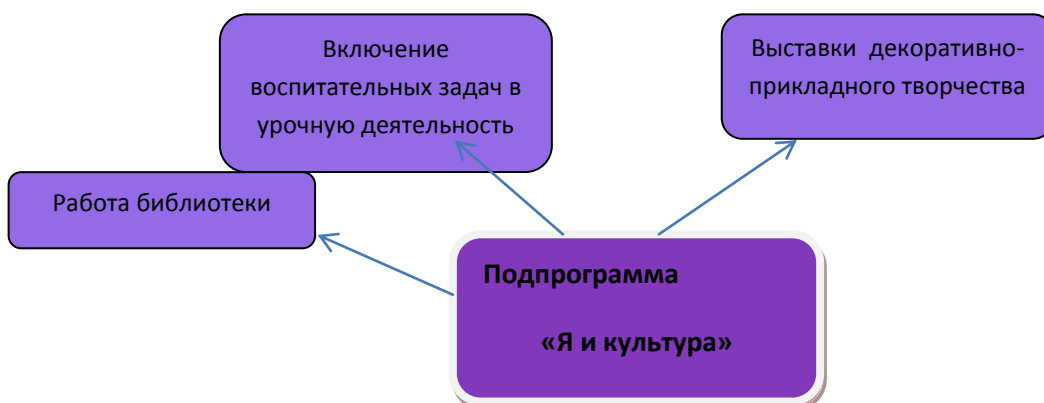 Включение
воспитательных задач в
урочную деятельность
Выставки декоративно-
прикладного творчества
Работа библиотеки
Подпрограмма
«Я и культура»